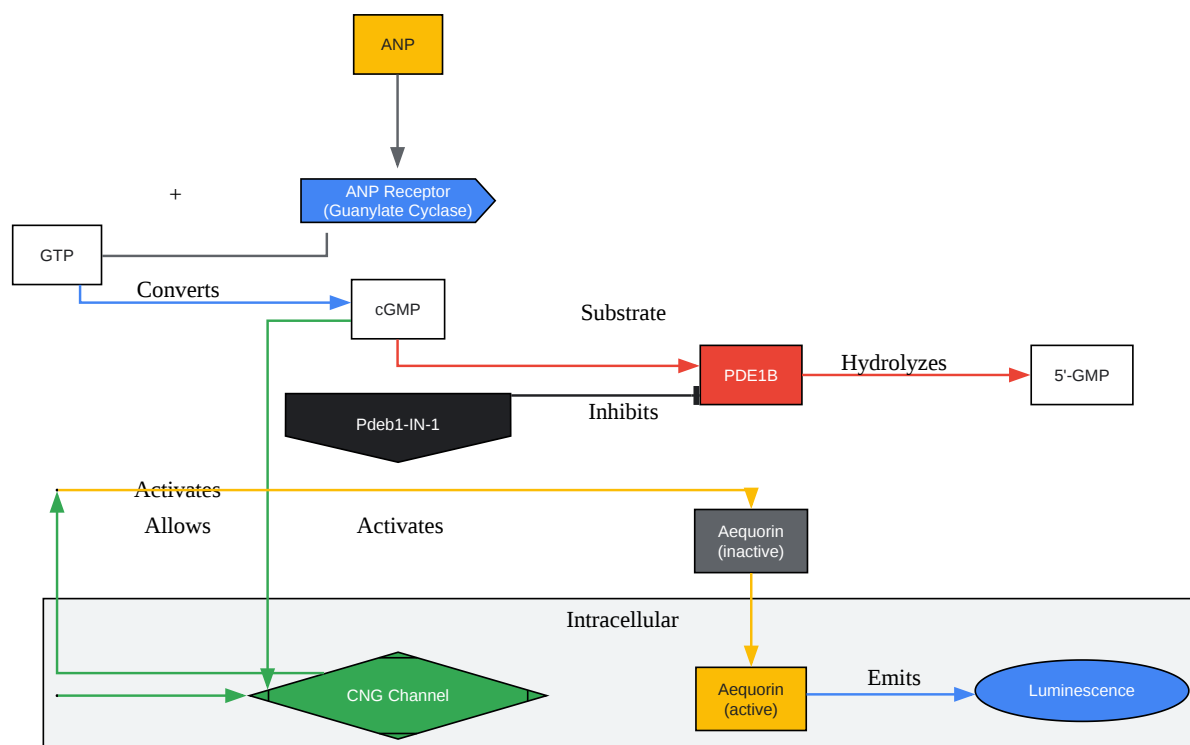 ANP
+
ANP Receptor
(Guanylate Cyclase)
GTP
Converts
cGMP
Substrate
PDE1B
Hydrolyzes
5'-GMP
Pdeb1-IN-1
Inhibits
Activates
Allows
Activates
Aequorin
(inactive)
Intracellular
CNG Channel
Aequorin
(active)
Emits
Luminescence